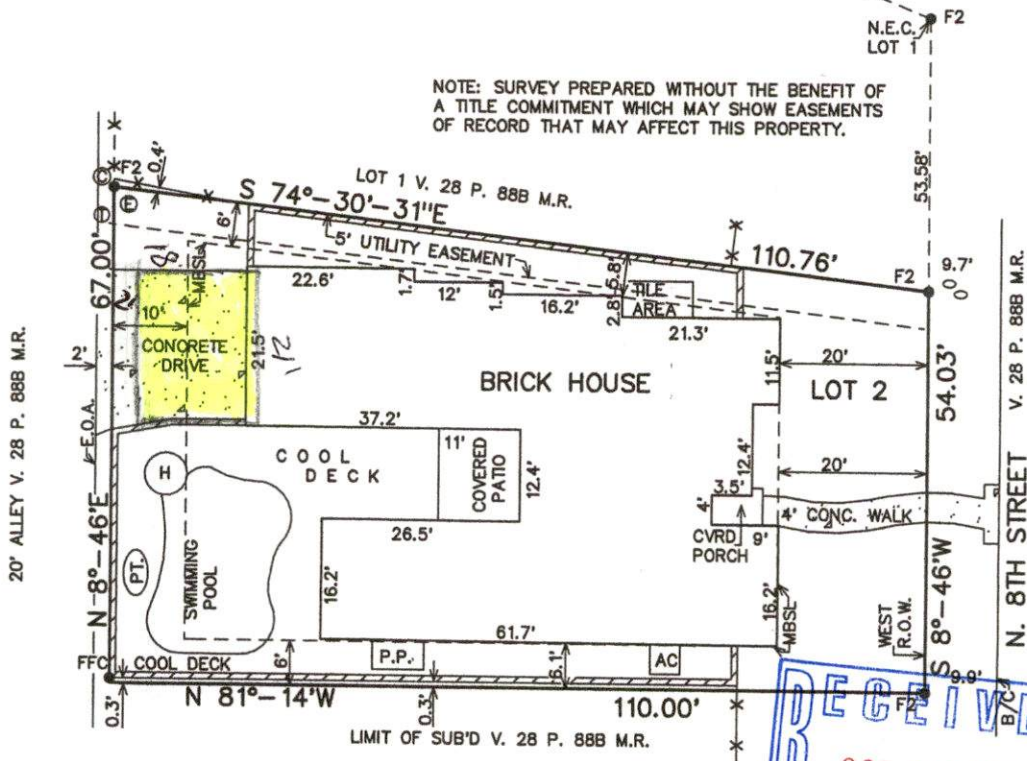 F2
N.E.C.
LOT 1
NOTE: SURVEY PREPARED WITHOUT THE BENEFIT OF
A TITLE COMMITMENT WHICH MAY SHOW EASEMENTS
OF RECORD THAT MAY AFFECT THIS PROPERTY.
53.58'
F2
0.4'
LOT 1 V. 28 P. 88B M.R.
S 74°-30'-31"E
110.76'
6'
5' UTILITY EASEMENT
F2
9.7'
67.00'
MBSL
22.6'
1.7'
12'
1.5'
16.2'
5.8'
2.8'
TILE
AREA
21.3'
10'
2'
CONCRETE
DRIVE
21.5'
12
BRICK HOUSE
11.5'
20'
LOT 2
54.03'
V. 28 P. 88B M.R.
20' ALLEY V. 28 P. 88B M.R.
E.O.A.
37.2'
COOL
DECK
11'
COVERED
PATIO
12.4'
12.4'
20'
H
3.5'
4'
4' CONC. WALK
CVRD
PORCH
9'
26.5'
N 8°-46'E
PT.
SWIMMING
POOL
16.2'
61.7'
16.2'
MBSL
WEST
R.O.W.
S 8°-46'W
N. 8TH STREET
FFC
COOL DECK
6'
P.P.
6.1'
AC
0.3'
N 81°-14'W
0.3'
110.00'
F2
9.9'
B/C
LIMIT OF SUB'D V. 28 P. 88B M.R.